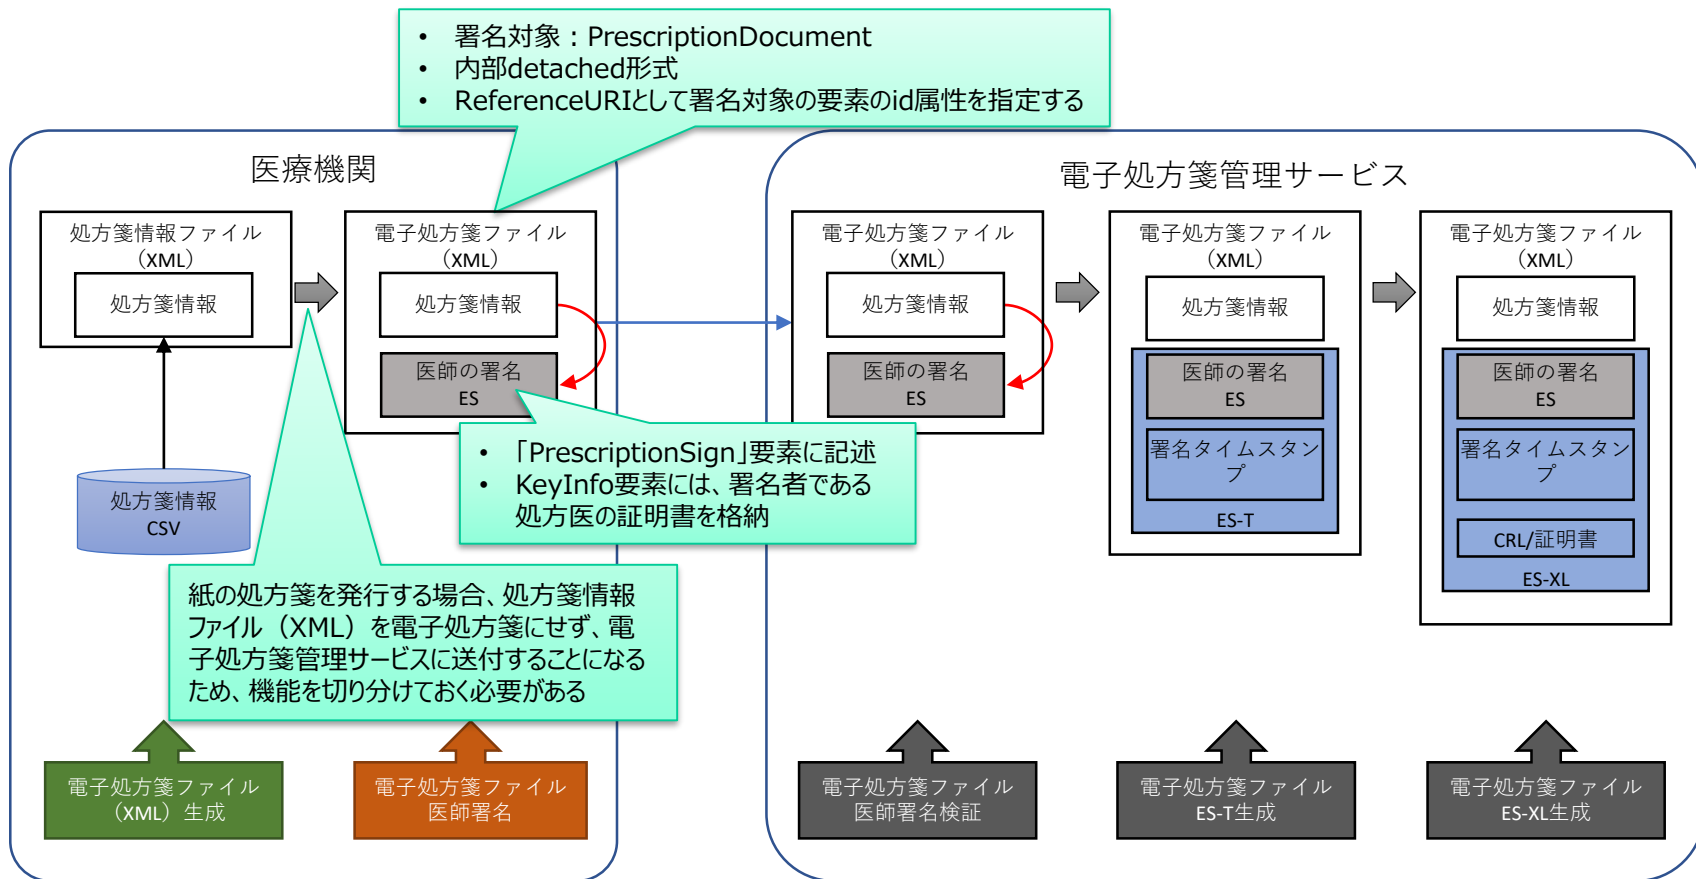 • 署名対象：PrescriptionDocument
• 内部detached形式
• ReferenceURIとして署名対象の要素のid属性を指定する
医療機関
処方箋情報ファイル
（XML）
処方箋情報
電子処方箋ファイル
（XML）
処方箋情報
医師の署名
ES
処方箋情報
CSV
• 「PrescriptionSign」要素に記述
• KeyInfo要素には、署名者である
処方医の証明書を格納
紙の処方箋を発行する場合、処方箋情報
ファイル（XML）を電子処方箋にせず、電
子処方箋管理サービスに送付することになる
ため、機能を切り分けておく必要がある
電子処方箋ファイル
（XML）生成
電子処方箋ファイル
医師署名
電子処方箋管理サービス
電子処方箋ファイル
（XML）
処方箋情報
医師の署名
ES
電子処方箋ファイル
（XML）
処方箋情報
医師の署名
ES
署名タイムスタン
プ
ES-T
電子処方箋ファイル
（XML）
処方箋情報
医師の署名
ES
署名タイムスタン
プ
CRL/証明書
ES-XL
電子処方箋ファイル
医師署名検証
電子処方箋ファイル
ES-T生成
電子処方箋ファイル
ES-XL生成